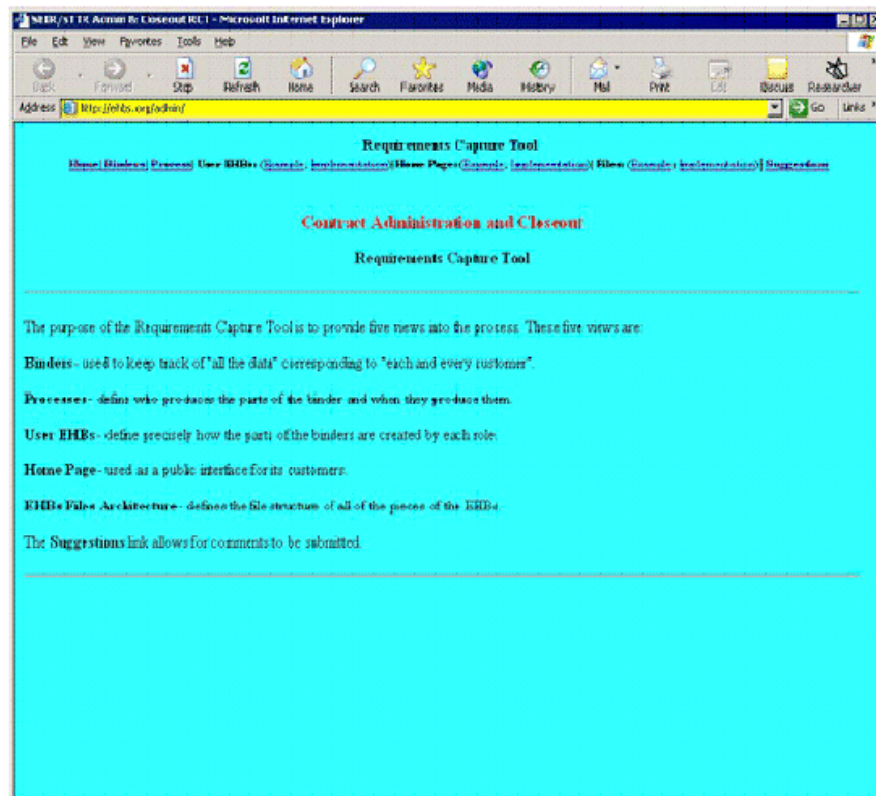 SBIR/STTR Admin & Closeout RCT - Microsoft Internet Explorer
File Edit View Favorites Tools Help
Back Forward Stop Refresh Home Search Favorites Media History Mail Print Edit Discuss Researcher
Address http://ehbs.org/admin/ Go Links
Requirements Capture Tool
Home| Binders| Process| User EHBs (Example, Implementation)|Home Page(Example, Implementation)| Files (Example, Implementation)| Suggestions
Contract Administration and Closeout
Requirements Capture Tool
The purpose of the Requirements Capture Tool is to provide five views into the process. These five views are:
Binders- used to keep track of "all the data" corresponding to "each and every customer".
Processes- define who produces the parts of the binder and when they produce them.
User EHBs- define precisely how the parts of the binders are created by each role.
Home Page- used as a public interface for its customers.
EHBs Files Architecture- defines the file structure of all of the pieces of the EHBs.
The Suggestions link allows for comments to be submitted.